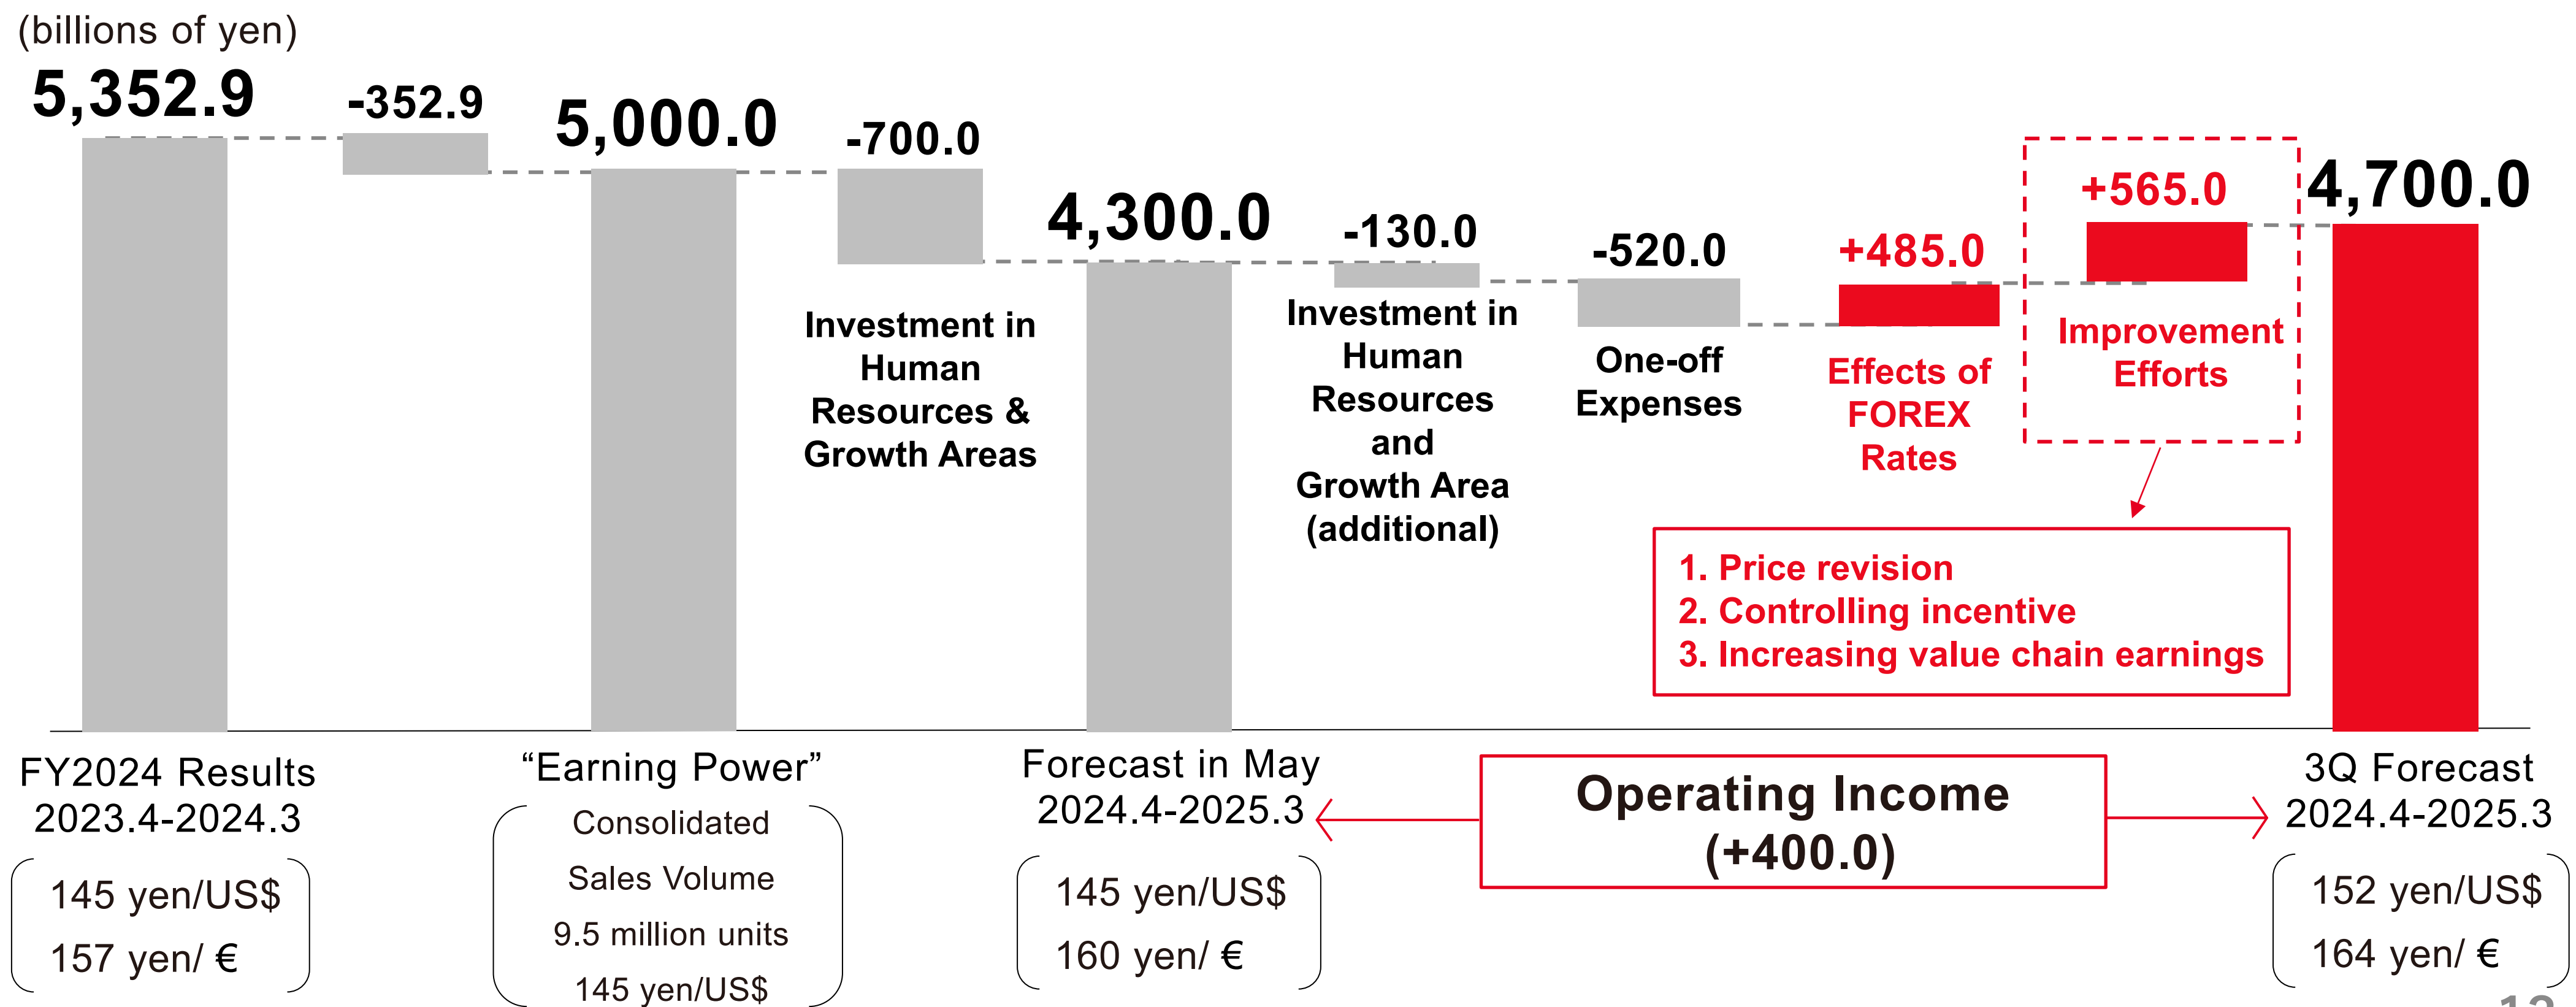 (billions of yen)
5,352.9
-352.9
5,000.0
-700.0
Investment in
Human
Resources &
Growth Areas
4,300.0
-130.0
Investment in
Human
Resources
and
Growth Area
(additional)
-520.0
One-off
Expenses
+485.0
Effects of
FOREX
Rates
+565.0
Improvement
Efforts
4,700.0
1. Price revision
2. Controlling incentive
3. Increasing value chain earnings
FY2024 Results
2023.4-2024.3
145 yen/US$
157 yen/ €
“Earning Power”
Consolidated
Sales Volume
9.5 million units
145 yen/US$
Forecast in May
2024.4-2025.3
145 yen/US$
160 yen/ €
Operating Income
(+400.0)
3Q Forecast
2024.4-2025.3
152 yen/US$
164 yen/ €